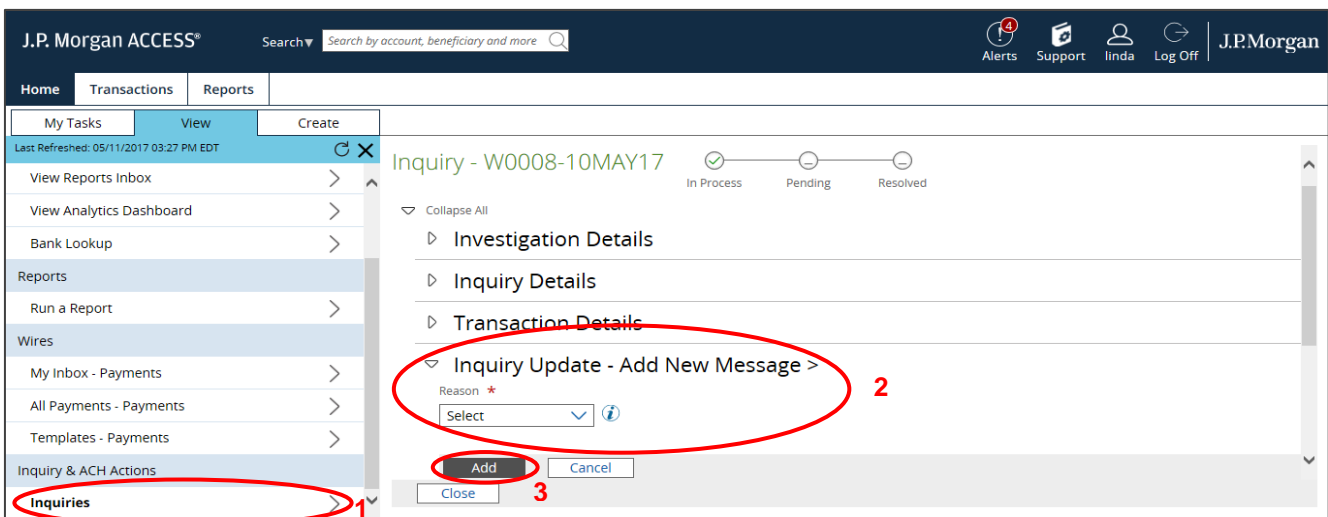 J.P. Morgan ACCESS® Search▾ Search by account, beneficiary and more 4 Alerts Support linda Log Off J.P.Morgan
Home Transactions Reports
My Tasks View Create
Last Refreshed: 05/11/2017 03:27 PM EDT
View Reports Inbox
View Analytics Dashboard
Bank Lookup
Reports
Run a Report
Wires
My Inbox - Payments
All Payments - Payments
Templates - Payments
Inquiry & ACH Actions
Inquiries
1
Inquiry - W0008-10MAY17
In Process Pending Resolved
Collapse All
Investigation Details
Inquiry Details
Transaction Details
Inquiry Update - Add New Message >
Reason *
Select
2
Add Cancel
Close
3